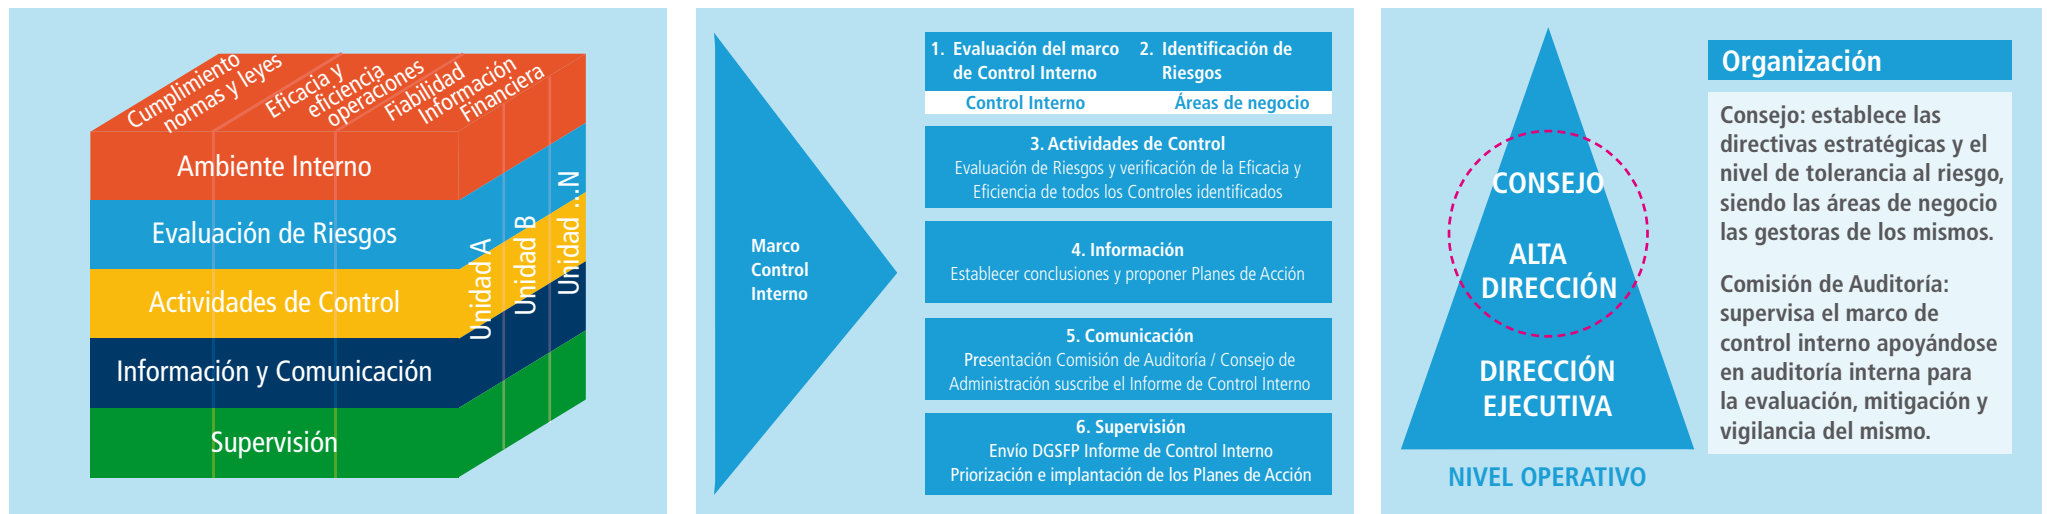 Cumplimiento
normas y leyes
Eficacia y
eficiencia
operaciones
Fiabilidad
Información
Financiera
Ambiente Interno
Evaluación de Riesgos
Actividades de Control
Información y Comunicación
Supervisión
Unidad A
Unidad B
Unidad ...N
Marco
Control
Interno
1. Evaluación del marco
de Control Interno
2. Identificación de
Riesgos
Control Interno
Áreas de negocio
3. Actividades de Control
Evaluación de Riesgos y verificación de la Eficacia y
Eficiencia de todos los Controles identificados
4. Información
Establecer conclusiones y proponer Planes de Acción
5. Comunicación
Presentación Comisión de Auditoría / Consejo de
Administración suscribe el Informe de Control Interno
6. Supervisión
Envío DGSFP Informe de Control Interno
Priorización e implantación de los Planes de Acción
CONSEJO
ALTA
DIRECCIÓN
DIRECCIÓN
EJECUTIVA
NIVEL OPERATIVO
Organización
Consejo: establece las
directivas estratégicas y el
nivel de tolerancia al riesgo,
siendo las áreas de negocio
las gestoras de los mismos.
Comisión de Auditoría:
supervisa el marco de
control interno apoyándose
en auditoría interna para
la evaluación, mitigación y
vigilancia del mismo.